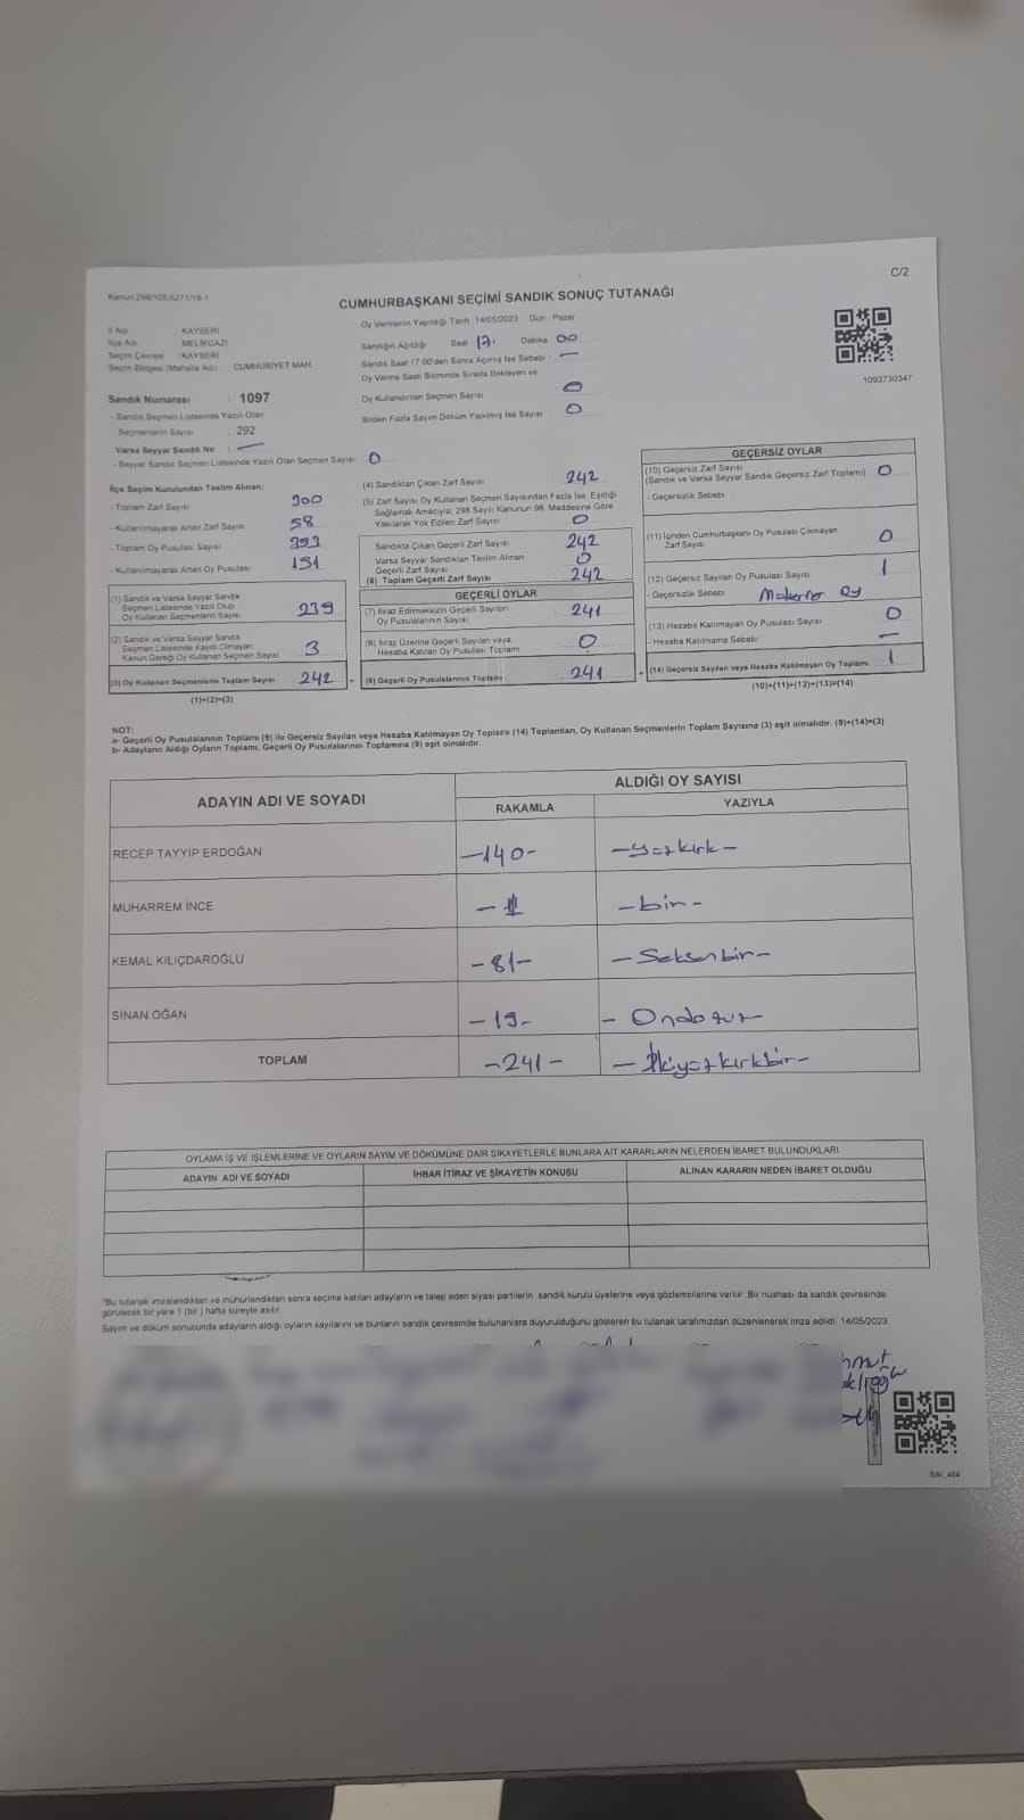 C/2
CUMHURBAŞKANI SEÇİMİ SANDIK SONUÇ TUTANAĞI
Oy Vermenin Yapıldığı Tarih : 14/05/2023 Gün : Pazar
İl Adı : KAYSERİ
İlçe Adı : MELİKGAZİ
Seçim Çevresi : KAYSERİ
Seçim Bölgesi (Mahalle Adı) : CUMHURİYET MAH.
Sandığın Açıldığı Saat 17. Dakika 00
Sandık Saat 17:00'den Sonra Açılmış İse Sebebi : —
Oy Verme Saati Bitiminde Sırada Bekleyen ve
Oy Kullandırılan Seçmen Sayısı 0
Birden Fazla Sayım Döküm Yapılmış İse Sayısı 0
1093730347
Sandık Numarası : 1097
- Sandık Seçmen Listesinde Yazılı Olan
Seçmenlerin Sayısı : 292
Varsa Seyyar Sandık No : —
- Seyyar Sandık Seçmen Listesinde Yazılı Olan Seçmen Sayısı 0
İlçe Seçim Kurulundan Teslim Alınan:
- Toplam Zarf Sayısı 300
- Kullanılmayarak Artan Zarf Sayısı 58
- Toplam Oy Pusulası Sayısı 393
- Kullanılmayarak Artan Oy Pusulası 151
(1) Sandık ve Varsa Seyyar Sandık
Seçmen Listesinde Yazılı Olup
Oy Kullanan Seçmenlerin Sayısı 239
(2) Sandık ve Varsa Seyyar Sandık
Seçmen Listesinde Kayıtlı Olmayan
Kanun Gereği Oy Kullanan Seçmen Sayısı 3
(3) Oy Kullanan Seçmenlerin Toplam Sayısı 242
(1)+(2)=(3)
(4) Sandıktan Çıkan Zarf Sayısı 242
(5) Zarf Sayısı Oy Kullanan Seçmen Sayısından Fazla İse, Eşitliği
Sağlamak Amacıyla; 298 Sayılı Kanunun 98. Maddesine Göre
Yakılarak Yok Edilen Zarf Sayısı 0
Sandıkta Çıkan Geçerli Zarf Sayısı 242
Varsa Seyyar Sandıktan Teslim Alınan
Geçerli Zarf Sayısı 0
(6) Toplam Geçerli Zarf Sayısı 242
GEÇERLİ OYLAR
(7) İtiraz Edilmeksizin Geçerli Sayılan
Oy Pusulalarının Sayısı 241
(8) İtiraz Üzerine Geçerli Sayılan veya
Hesaba Katılan Oy Pusulası Toplamı 0
(9) Geçerli Oy Pusulalarının Toplamı 241
GEÇERSİZ OYLAR
(10) Geçersiz Zarf Sayısı
(Sandık ve Varsa Seyyar Sandık Geçersiz Zarf Toplamı) 0
- Geçersizlik Sebebi
(11) İçinden Cumhurbaşkanı Oy Pusulası Çıkmayan
Zarf Sayısı 0
(12) Geçersiz Sayılan Oy Pusulası Sayısı 1
- Geçersizlik Sebebi Mükerrer Oy
(13) Hesaba Katılmayan Oy Pusulası Sayısı 0
- Hesaba Katılmama Sebebi —
(14) Geçersiz Sayılan veya Hesaba Katılmayan Oy Toplamı 1
(10)+(11)+(12)+(13)=(14)
NOT:
a- Geçerli Oy Pusulalarının Toplamı (9) ile Geçersiz Sayılan veya Hesaba Katılmayan Oy Toplamı (14) Toplamları, Oy Kullanan Seçmenlerin Toplam Sayısına (3) eşit olmalıdır. (9)+(14)=(3)
b- Adayların Aldığı Oyların Toplamı, Geçerli Oy Pusulalarının Toplamına (9) eşit olmalıdır.
ADAYIN ADI VE SOYADI
ALDIĞI OY SAYISI
RAKAMLA YAZIYLA
RECEP TAYYİP ERDOĞAN -140- -yüzkırk-
MUHARREM İNCE - 1 -bin-
KEMAL KILIÇDAROĞLU -81- -Seksenbir-
SİNAN OĞAN -19- - Ondokuz-
TOPLAM -241- - İkiyüzkırkbir-
OYLAMA İŞ VE İŞLEMLERİNE VE OYLARIN SAYIM VE DÖKÜMÜNE DAİR ŞİKAYETLERLE BUNLARA AİT KARARLARIN NELERDEN İBARET BULUNDUKLARI
ADAYIN ADI VE SOYADI İHBAR İTİRAZ VE ŞİKAYETİN KONUSU ALINAN KARARIN NEDEN İBARET OLDUĞU
"Bu tutanak imzalandıktan ve mühürlendikten sonra seçime katılan adayların ve talep eden siyasi partilerin, sandık kurulu üyelerine veya gözlemcilerine verilir. Bir nüshası da sandık çevresinde
görülecek bir yere 1 (bir) hafta süreyle asılır.
Sayım ve döküm sonucunda adayların aldığı oyların sayılarını ve bunların sandık çevresinde bulunanlara duyurulduğunu gösteren bu tutanak tarafımızdan düzenlenerek imza edildi. 14/05/2023